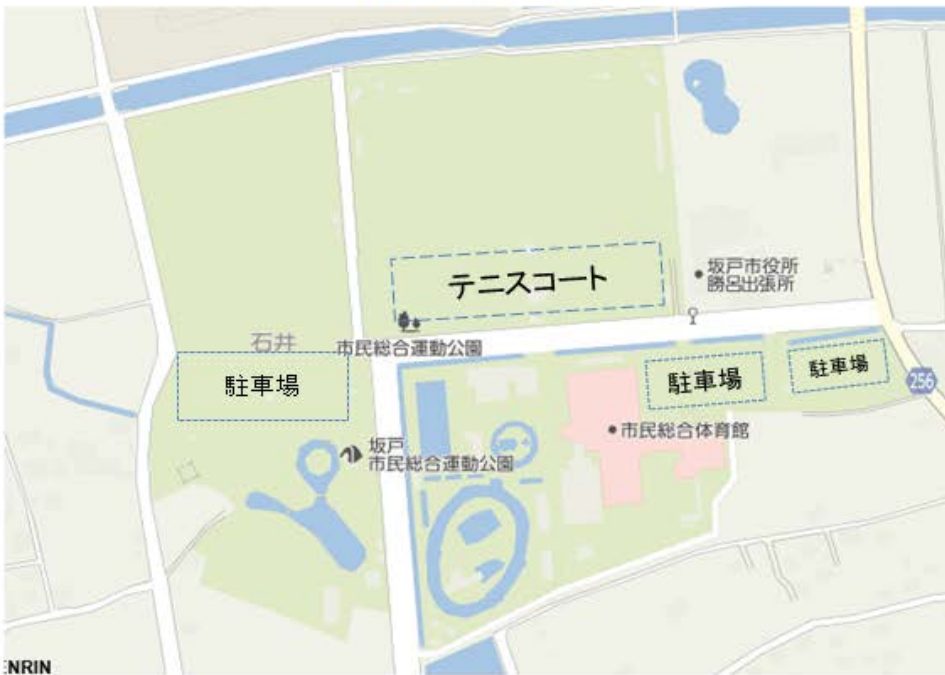 テニスコート
坂戸市役所
勝呂出張所
石井
市民総合運動公園
駐車場
駐車場
駐車場
256
市民総合体育館
坂戸
市民総合運動公園
ENRIN